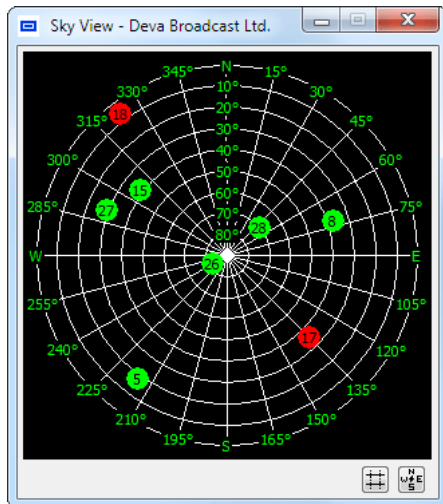 Sky View - Deva Broadcast Ltd.
N
345° 15°
330° 10° 30°
18 20°
315° 30° 45°
40°
300° 50° 60°
15 60°
285° 27 70° 28 8 75°
80°
W 26 E
255° 105°
17
240° 120°
5
225° 135°
210° 150°
195° 165°
S
N
W E
S